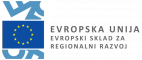 EVROPSKA UNIJA
EVROPSKI SKLAD ZA
REGIONALNI RAZVOJ